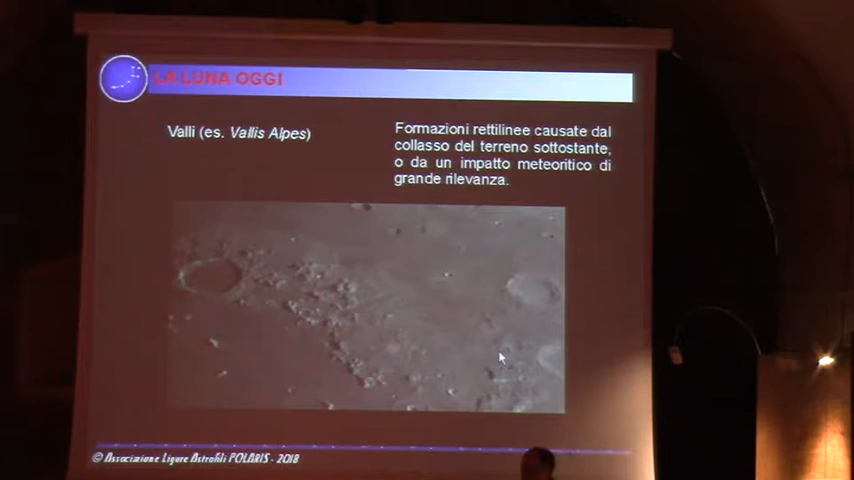 LA LUNA OGGI
Valli (es. Vallis Alpes)
Formazioni rettilinee causate dal
collasso del terreno sottostante,
o da un impatto meteoritico di
grande rilevanza.
© Associazione Ligure Astrofili POLARIS - 2018